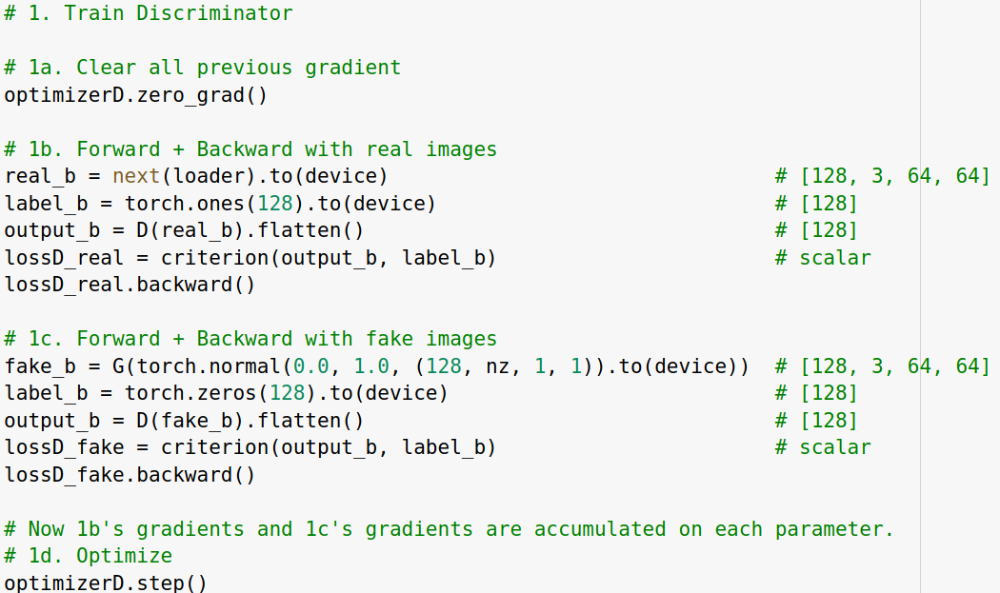 # 1. Train Discriminator
# 1a. Clear all previous gradient
optimizerD.zero_grad()
# 1b. Forward + Backward with real images
real_b = next(loader).to(device) # [128, 3, 64, 64]
label_b = torch.ones(128).to(device) # [128]
output_b = D(real_b).flatten() # [128]
lossD_real = criterion(output_b, label_b) # scalar
lossD_real.backward()
# 1c. Forward + Backward with fake images
fake_b = G(torch.normal(0.0, 1.0, (128, nz, 1, 1)).to(device)) # [128, 3, 64, 64]
label_b = torch.zeros(128).to(device) # [128]
output_b = D(fake_b).flatten() # [128]
lossD_fake = criterion(output_b, label_b) # scalar
lossD_fake.backward()
# Now 1b's gradients and 1c's gradients are accumulated on each parameter.
# 1d. Optimize
optimizerD.step()